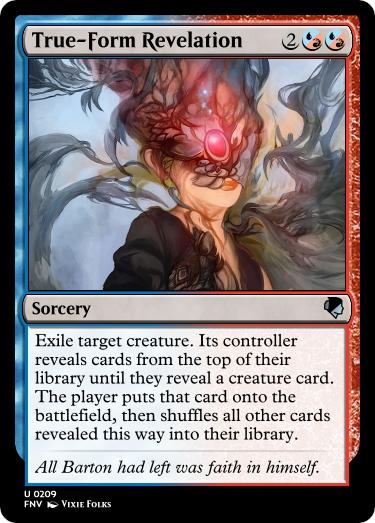 True-Form Revelation 2
Sorcery
Exile target creature. Its controller
reveals cards from the top of their
library until they reveal a creature card.
The player puts that card onto the
battlefield, then shuffles all other cards
revealed this way into their library.
All Barton had left was faith in himself.
U 0209
FNV Vixie Folks